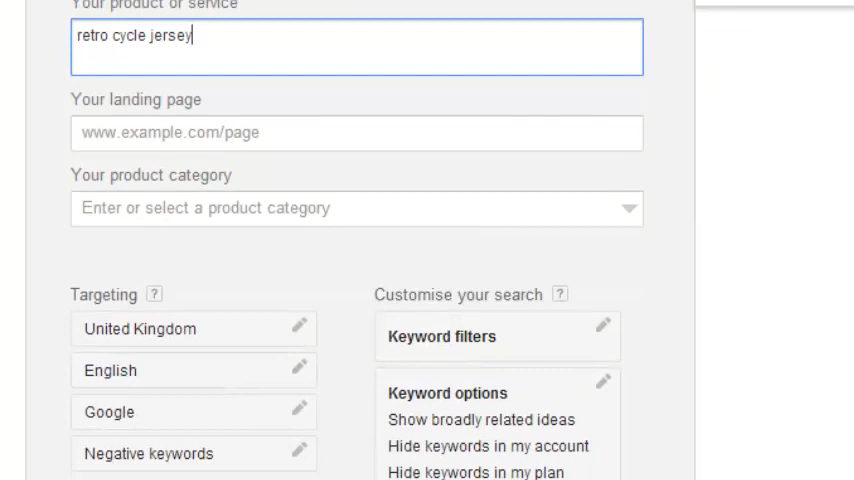 Your product or service
retro cycle jersey
Your landing page
www.example.com/page
Your product category
Enter or select a product category
Targeting ?
United Kingdom
English
Google
Negative keywords
Customise your search ?
Keyword filters
Keyword options
Show broadly related ideas
Hide keywords in my account
Hide keywords in my plan